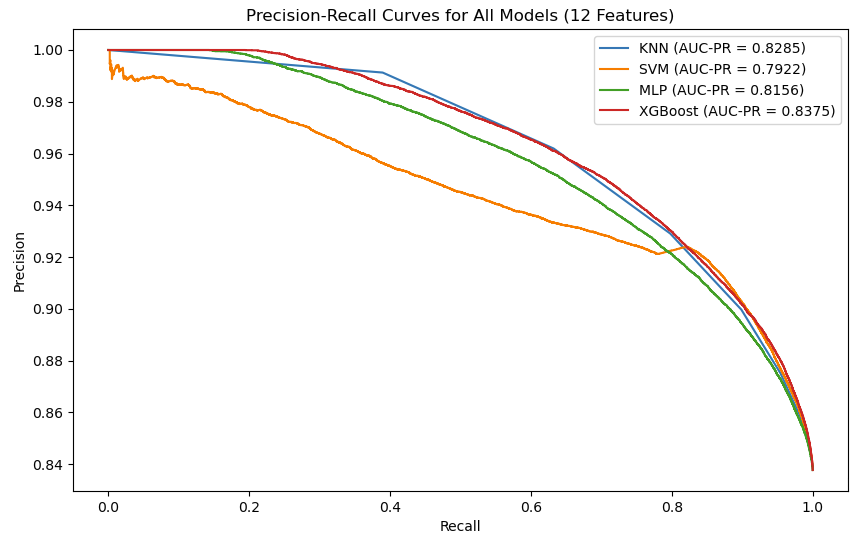 Precision-Recall Curves for All Models (12 Features)
1.00
0.98
0.96
0.94
0.92
0.90
0.88
0.86
0.84
Precision
KNN (AUC-PR = 0.8285)
SVM (AUC-PR = 0.7922)
MLP (AUC-PR = 0.8156)
XGBoost (AUC-PR = 0.8375)
0.0 0.2 0.4 0.6 0.8 1.0
Recall